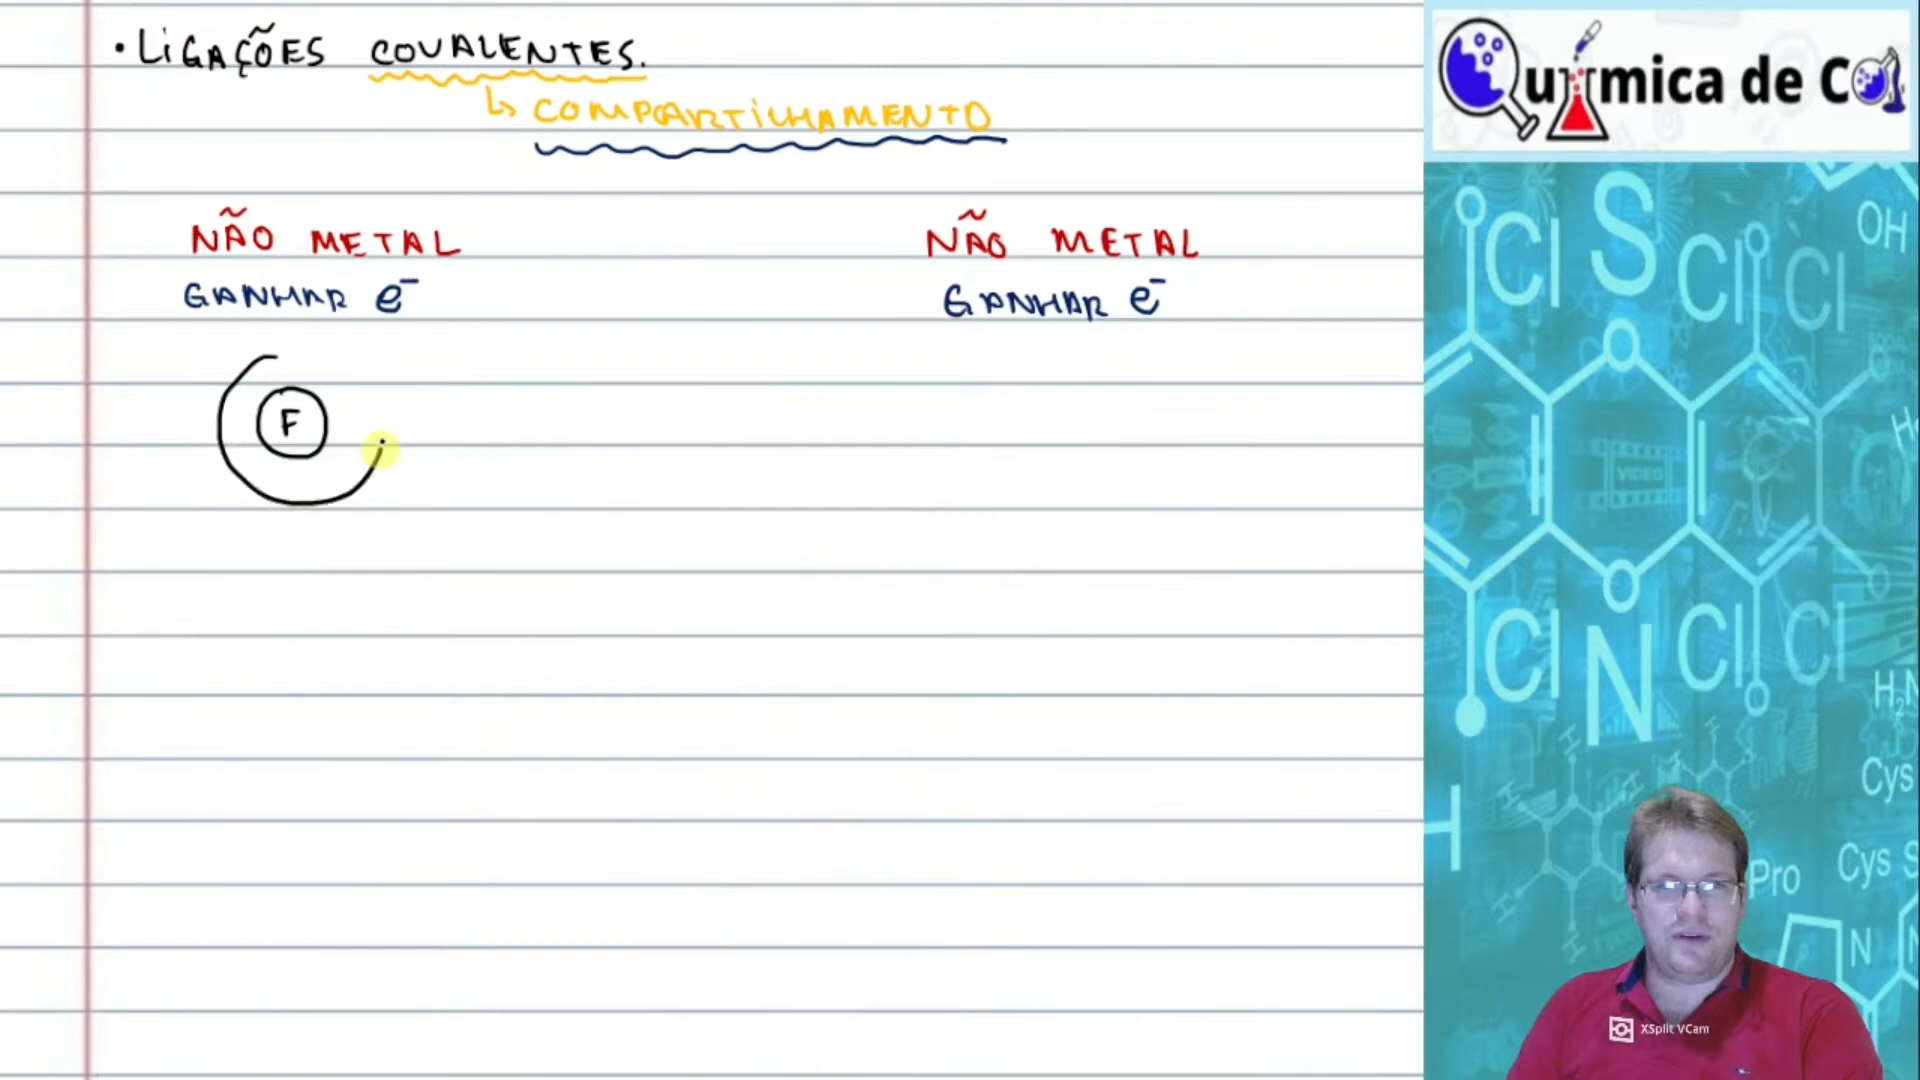 • LIGAÇÕES COVALENTES.
↳ COMPARTILHAMENTO
NÃO METAL
NÃO METAL
GANHAR e⁻
GANHAR e⁻
F
Química de C
Cl S Cl Cl
OH
O
VIDEO
O
Cl N Cl Cl
H
Cys
Pro
Cys S
N
XSplit VCam